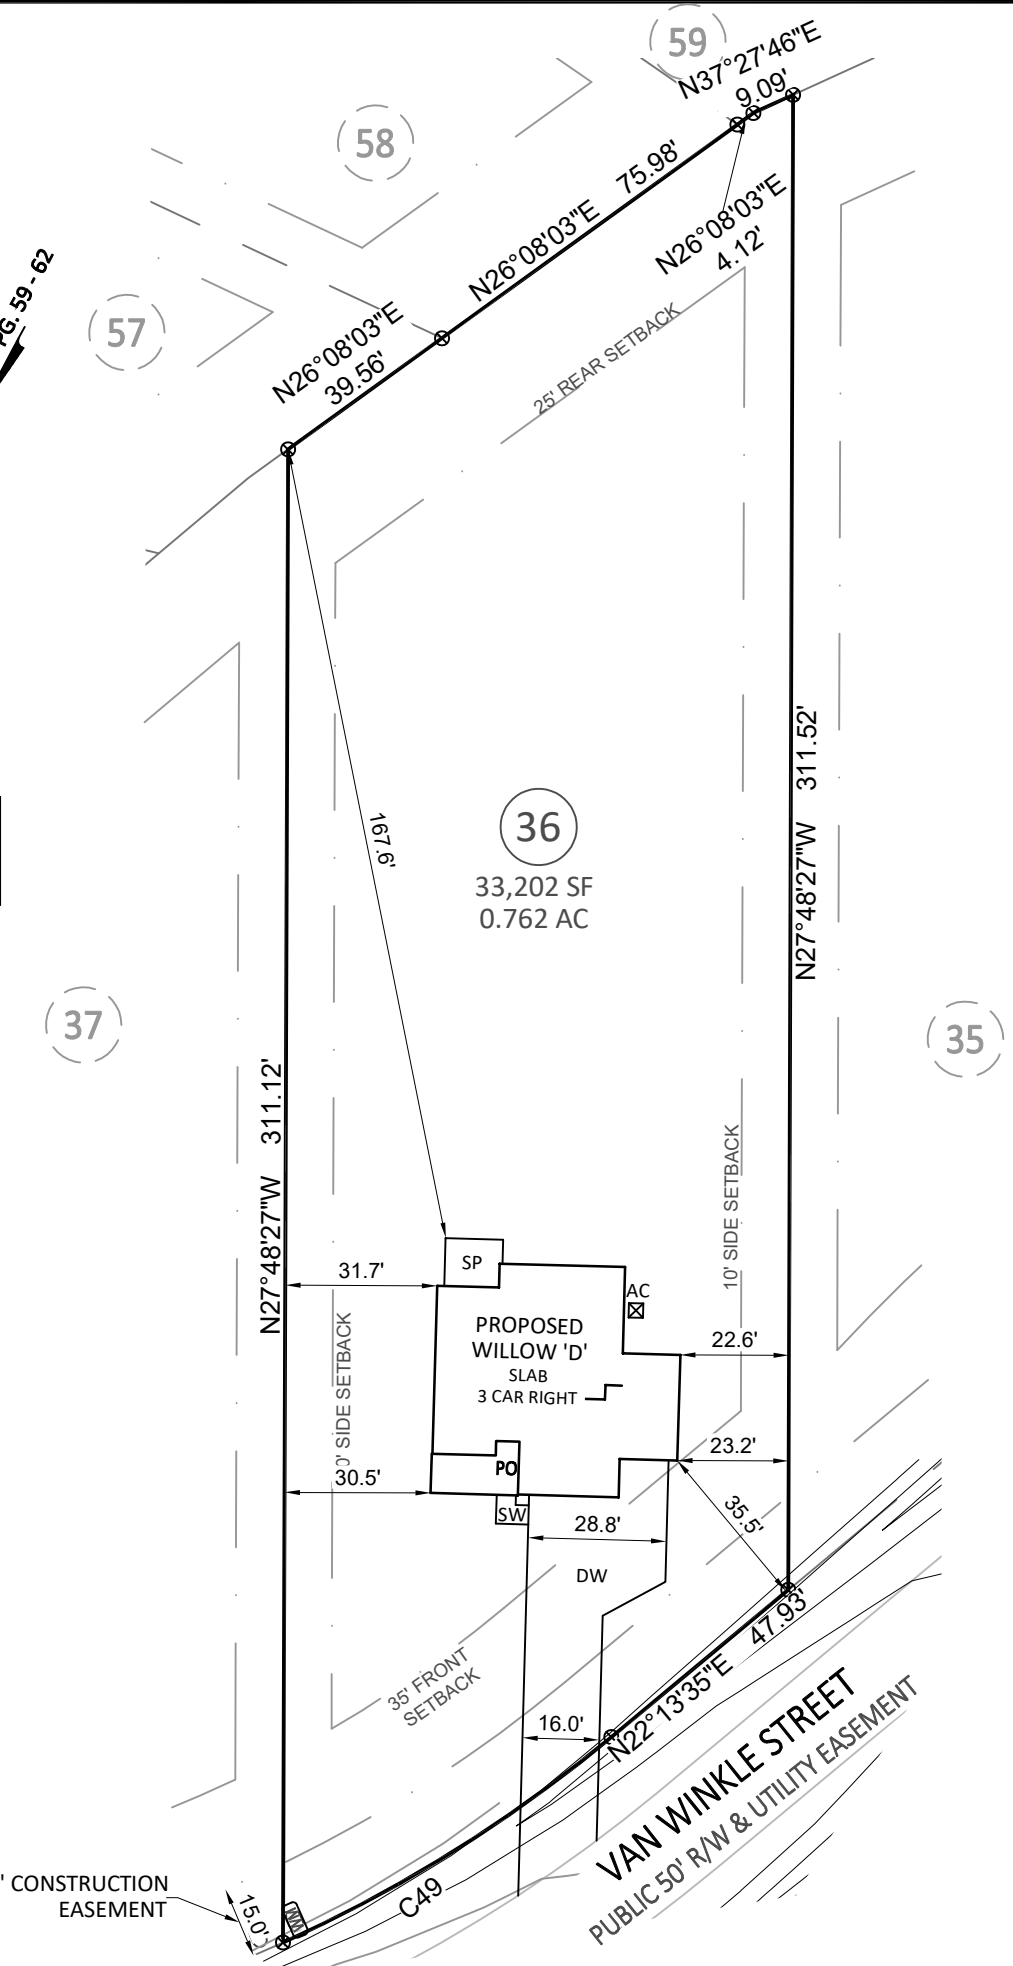 59
N37°27'46"E
9.09'
58
75.98'
N26°08'03"E
N26°08'03"E
4.12'
PG. 59 - 62
57
N26°08'03"E
39.56'
25' REAR SETBACK
311.52'
N27°48'27"W
167.6'
36
33,202 SF
0.762 AC
37
35
311.12'
N27°48'27"W
10' SIDE SETBACK
SP
31.7'
AC
PROPOSED
WILLOW 'D'
SLAB
3 CAR RIGHT
22.6'
0' SIDE SETBACK
23.2'
PO
30.5'
SW
28.8'
35.5'
DW
47.93'
N22°13'35"E
35' FRONT
SETBACK
16.0'
VAN WINKLE STREET
PUBLIC 50' R/W & UTILITY EASEMENT
' CONSTRUCTION
EASEMENT
15.0'
WM
C49